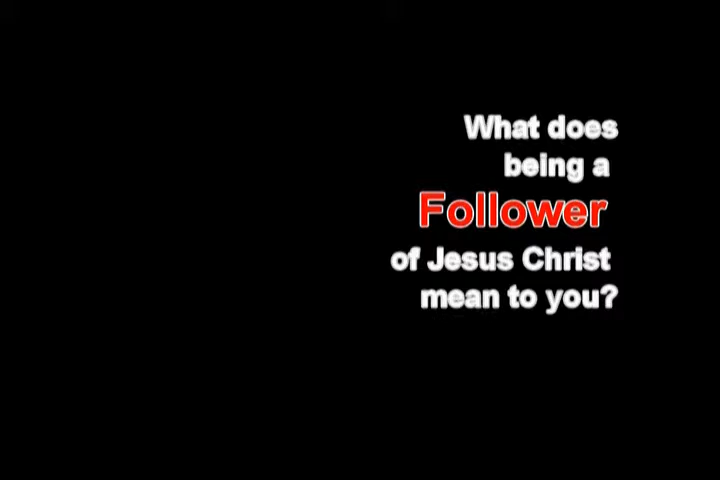 What does
being a
Follower
of Jesus Christ
mean to you?